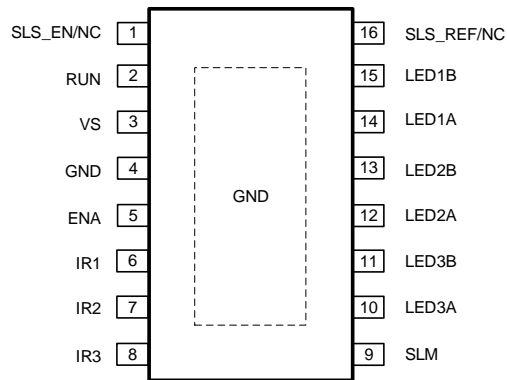 SLS_EN/NC 1 16 SLS_REF/NC
RUN 2 15 LED1B
VS 3 14 LED1A
GND 4 13 LED2B
GND
ENA 5 12 LED2A
IR1 6 11 LED3B
IR2 7 10 LED3A
IR3 8 9 SLM